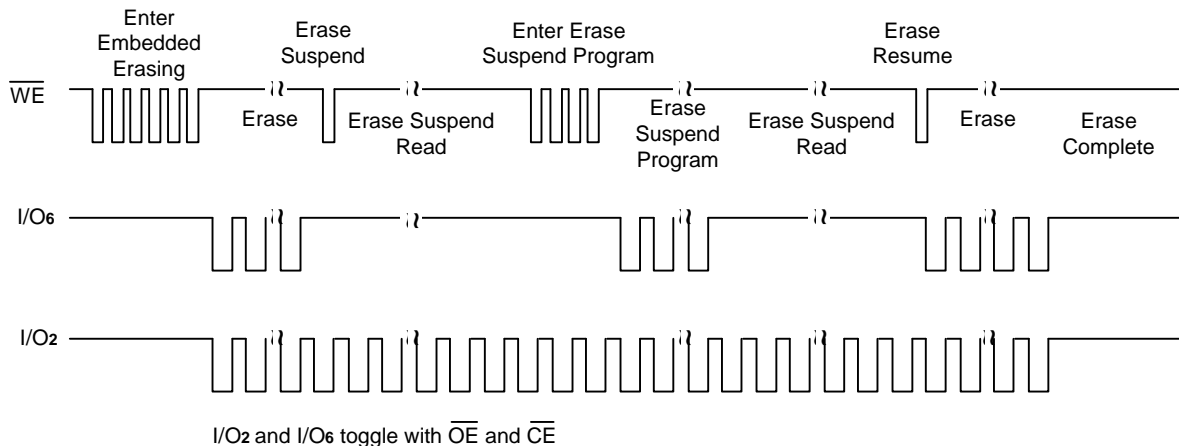 Enter
Embedded
Erasing
Erase
Suspend
Enter Erase
Suspend Program
Erase
Resume
WE
Erase
Erase Suspend
Read
Erase
Suspend
Program
Erase Suspend
Read
Erase
Erase
Complete
I/O6
I/O2
I/O2 and I/O6 toggle with OE and CE